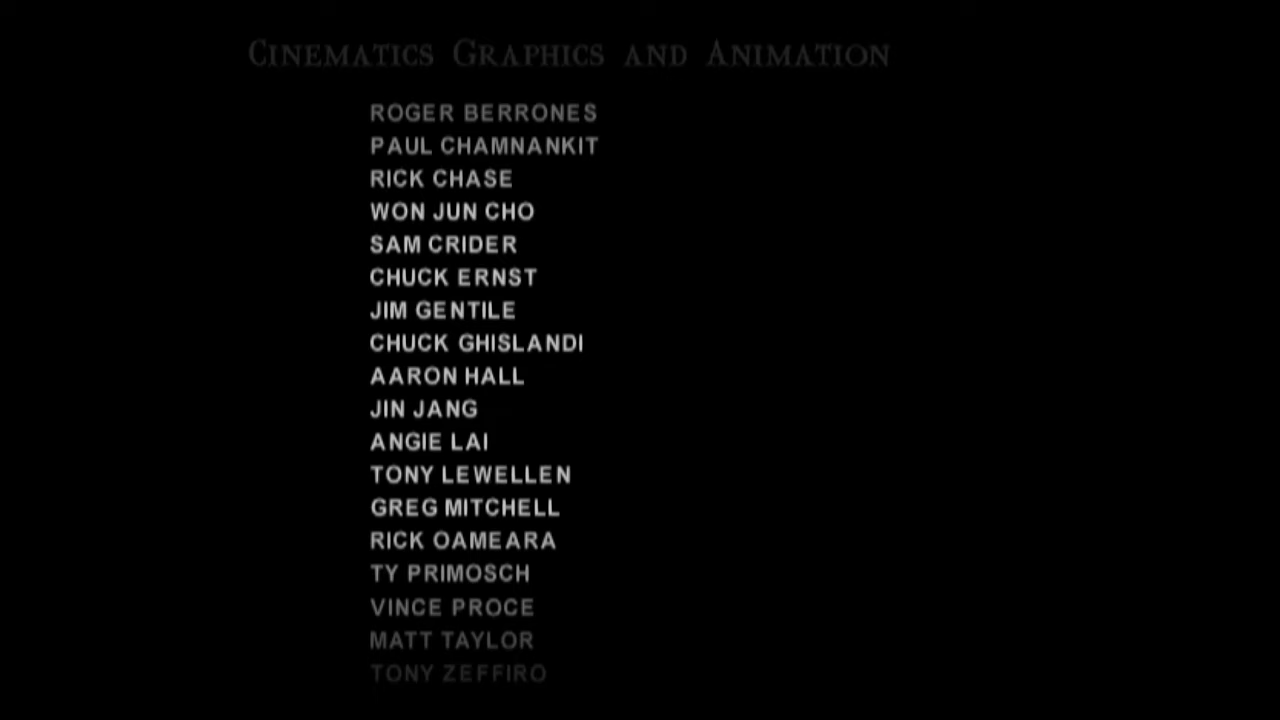 Cinematics Graphics and Animation
ROGER BERRONES
PAUL CHAMNANKIT
RICK CHASE
WON JUN CHO
SAM CRIDER
CHUCK ERNST
JIM GENTILE
CHUCK GHISLANDI
AARON HALL
JIN JANG
ANGIE LAI
TONY LEWELLEN
GREG MITCHELL
RICK OAMEARA
TY PRIMOSCH
VINCE PROCE
MATT TAYLOR
TONY ZEFFIRO